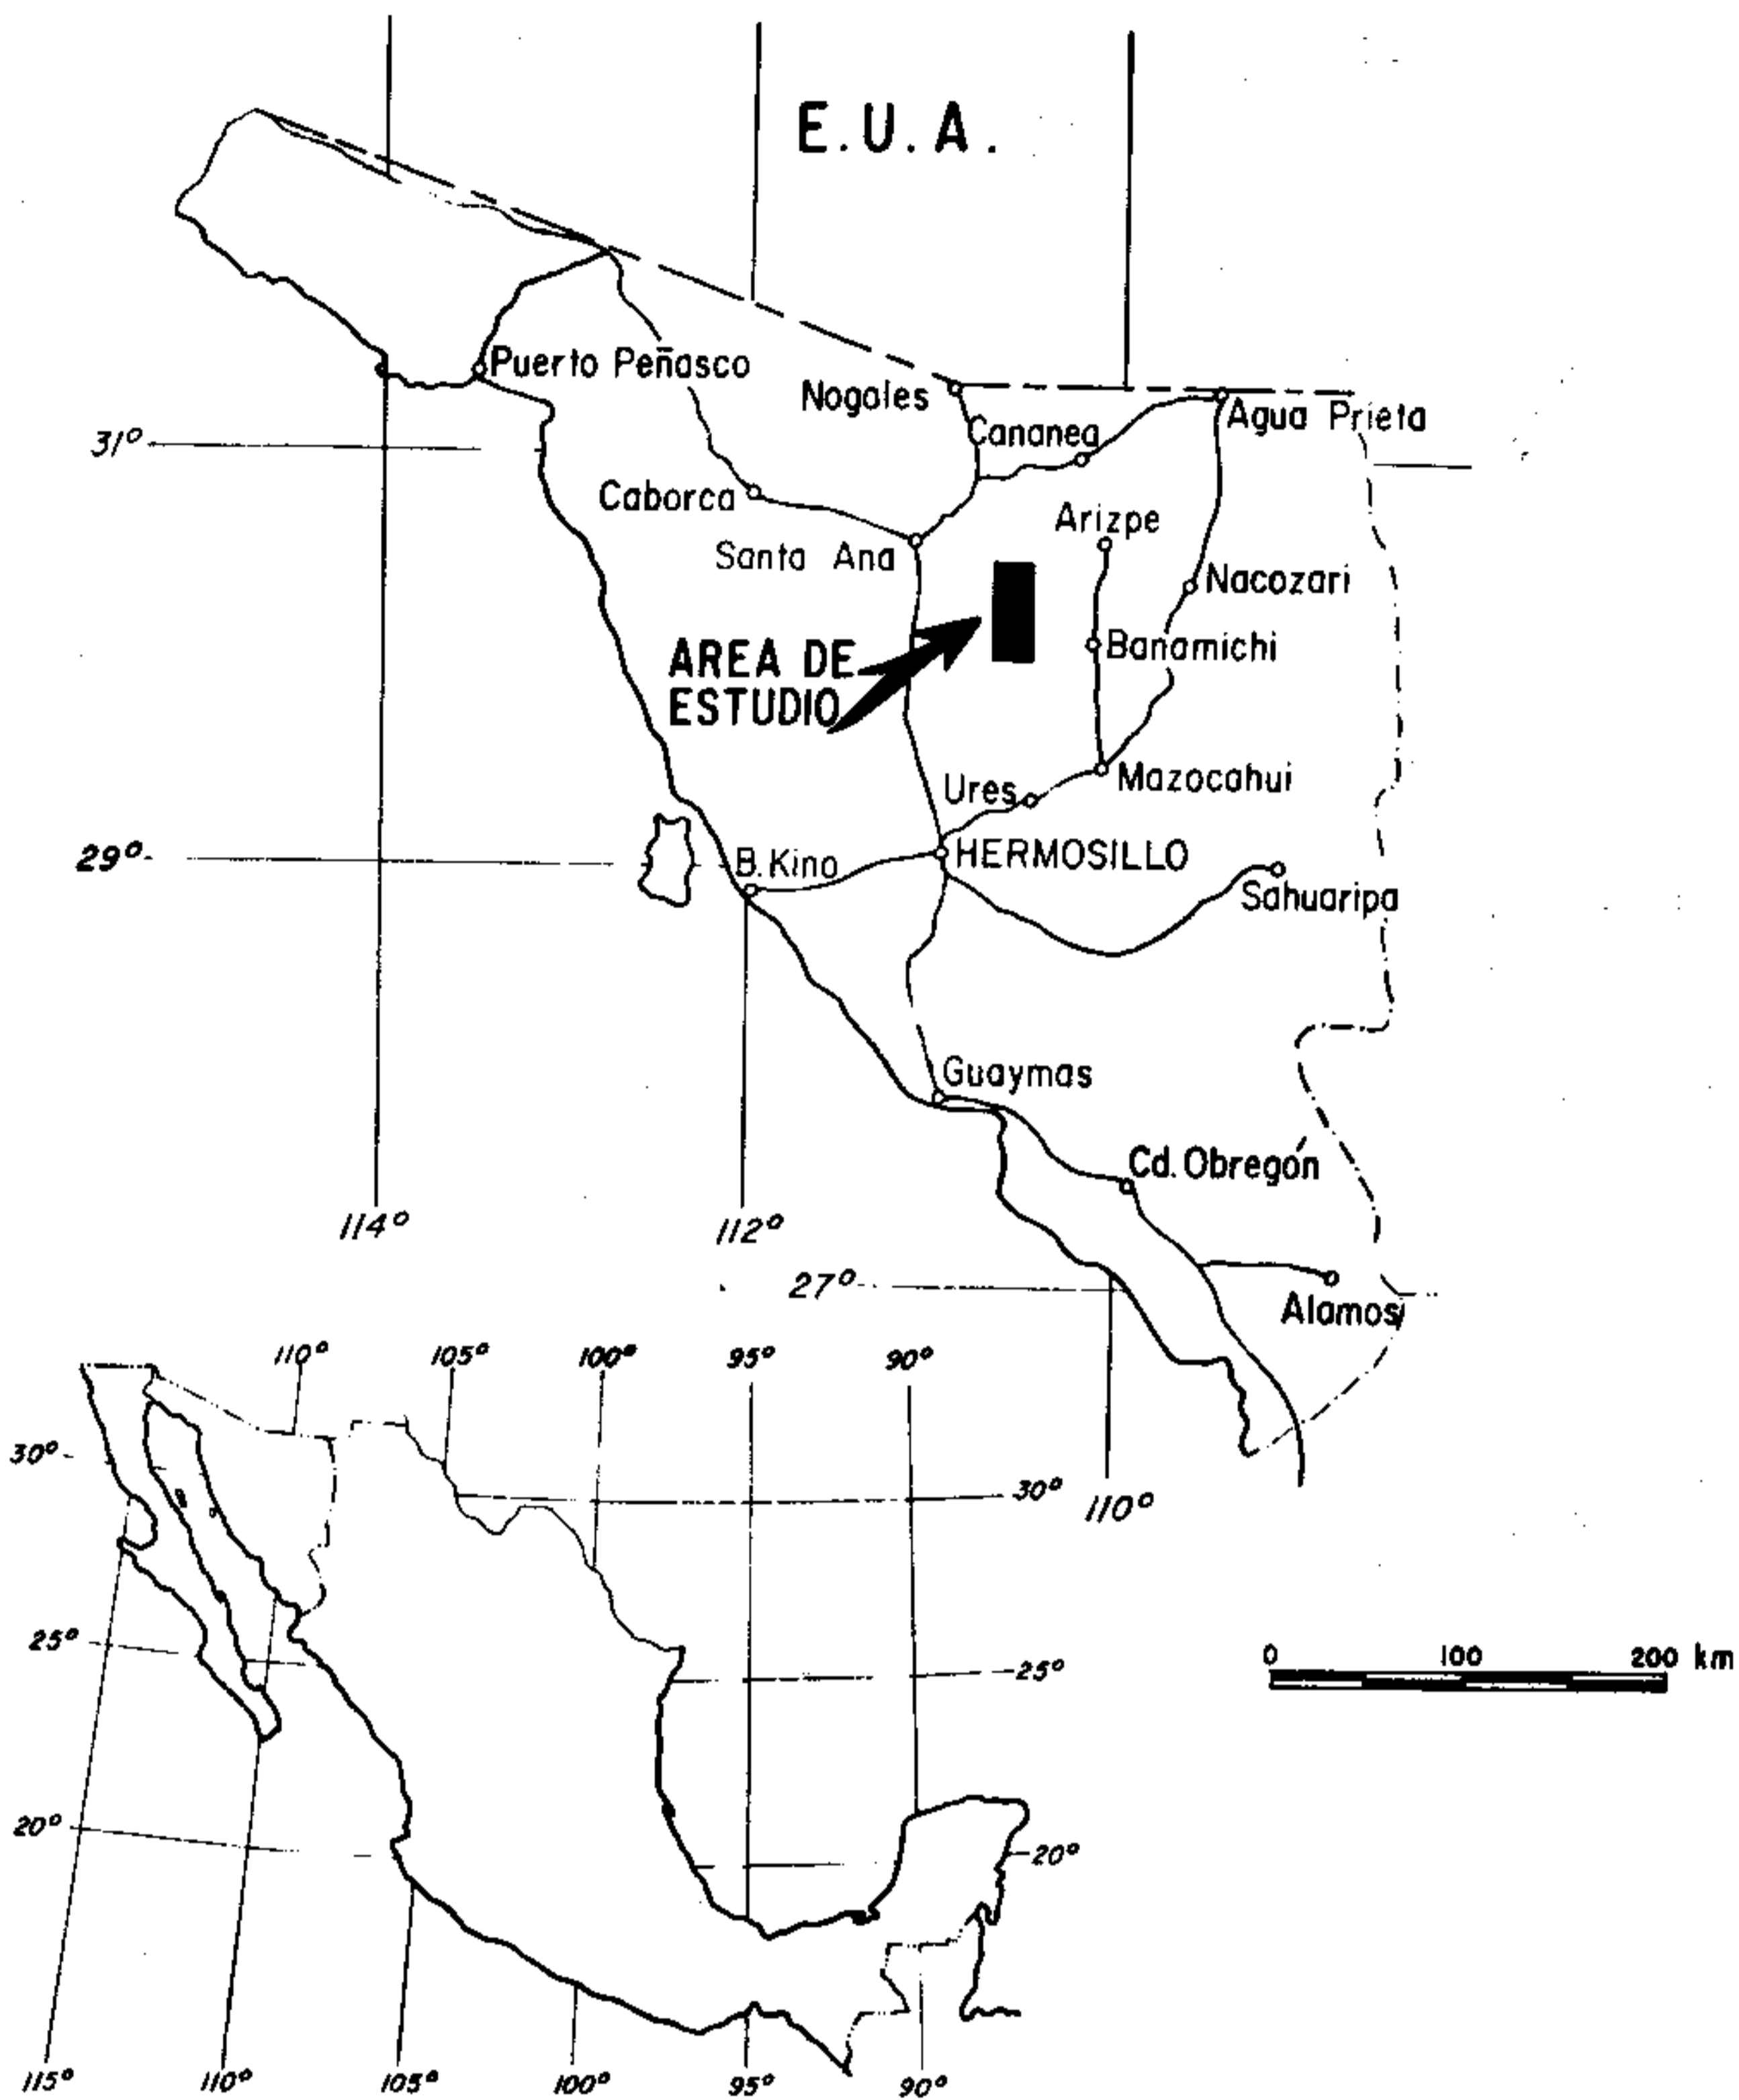 E.U.A.
Puerto Peñasco
Nogales
Agua Prieta
Cananea
31°
Caborca
Arizpe
Santa Ana
Nacozari
AREA DE
ESTUDIO
Banamichi
Mazocahui
Ures
29°
B. Kino
HERMOSILLO
Sahuaripa
Guaymas
Cd. Obregón
114°
112°
27°
Alamos
110°
110°
105°
100°
95°
90°
30°
30°
25°
25°
0 100 200 km
20°
20°
115°
110°
105°
100°
95°
90°